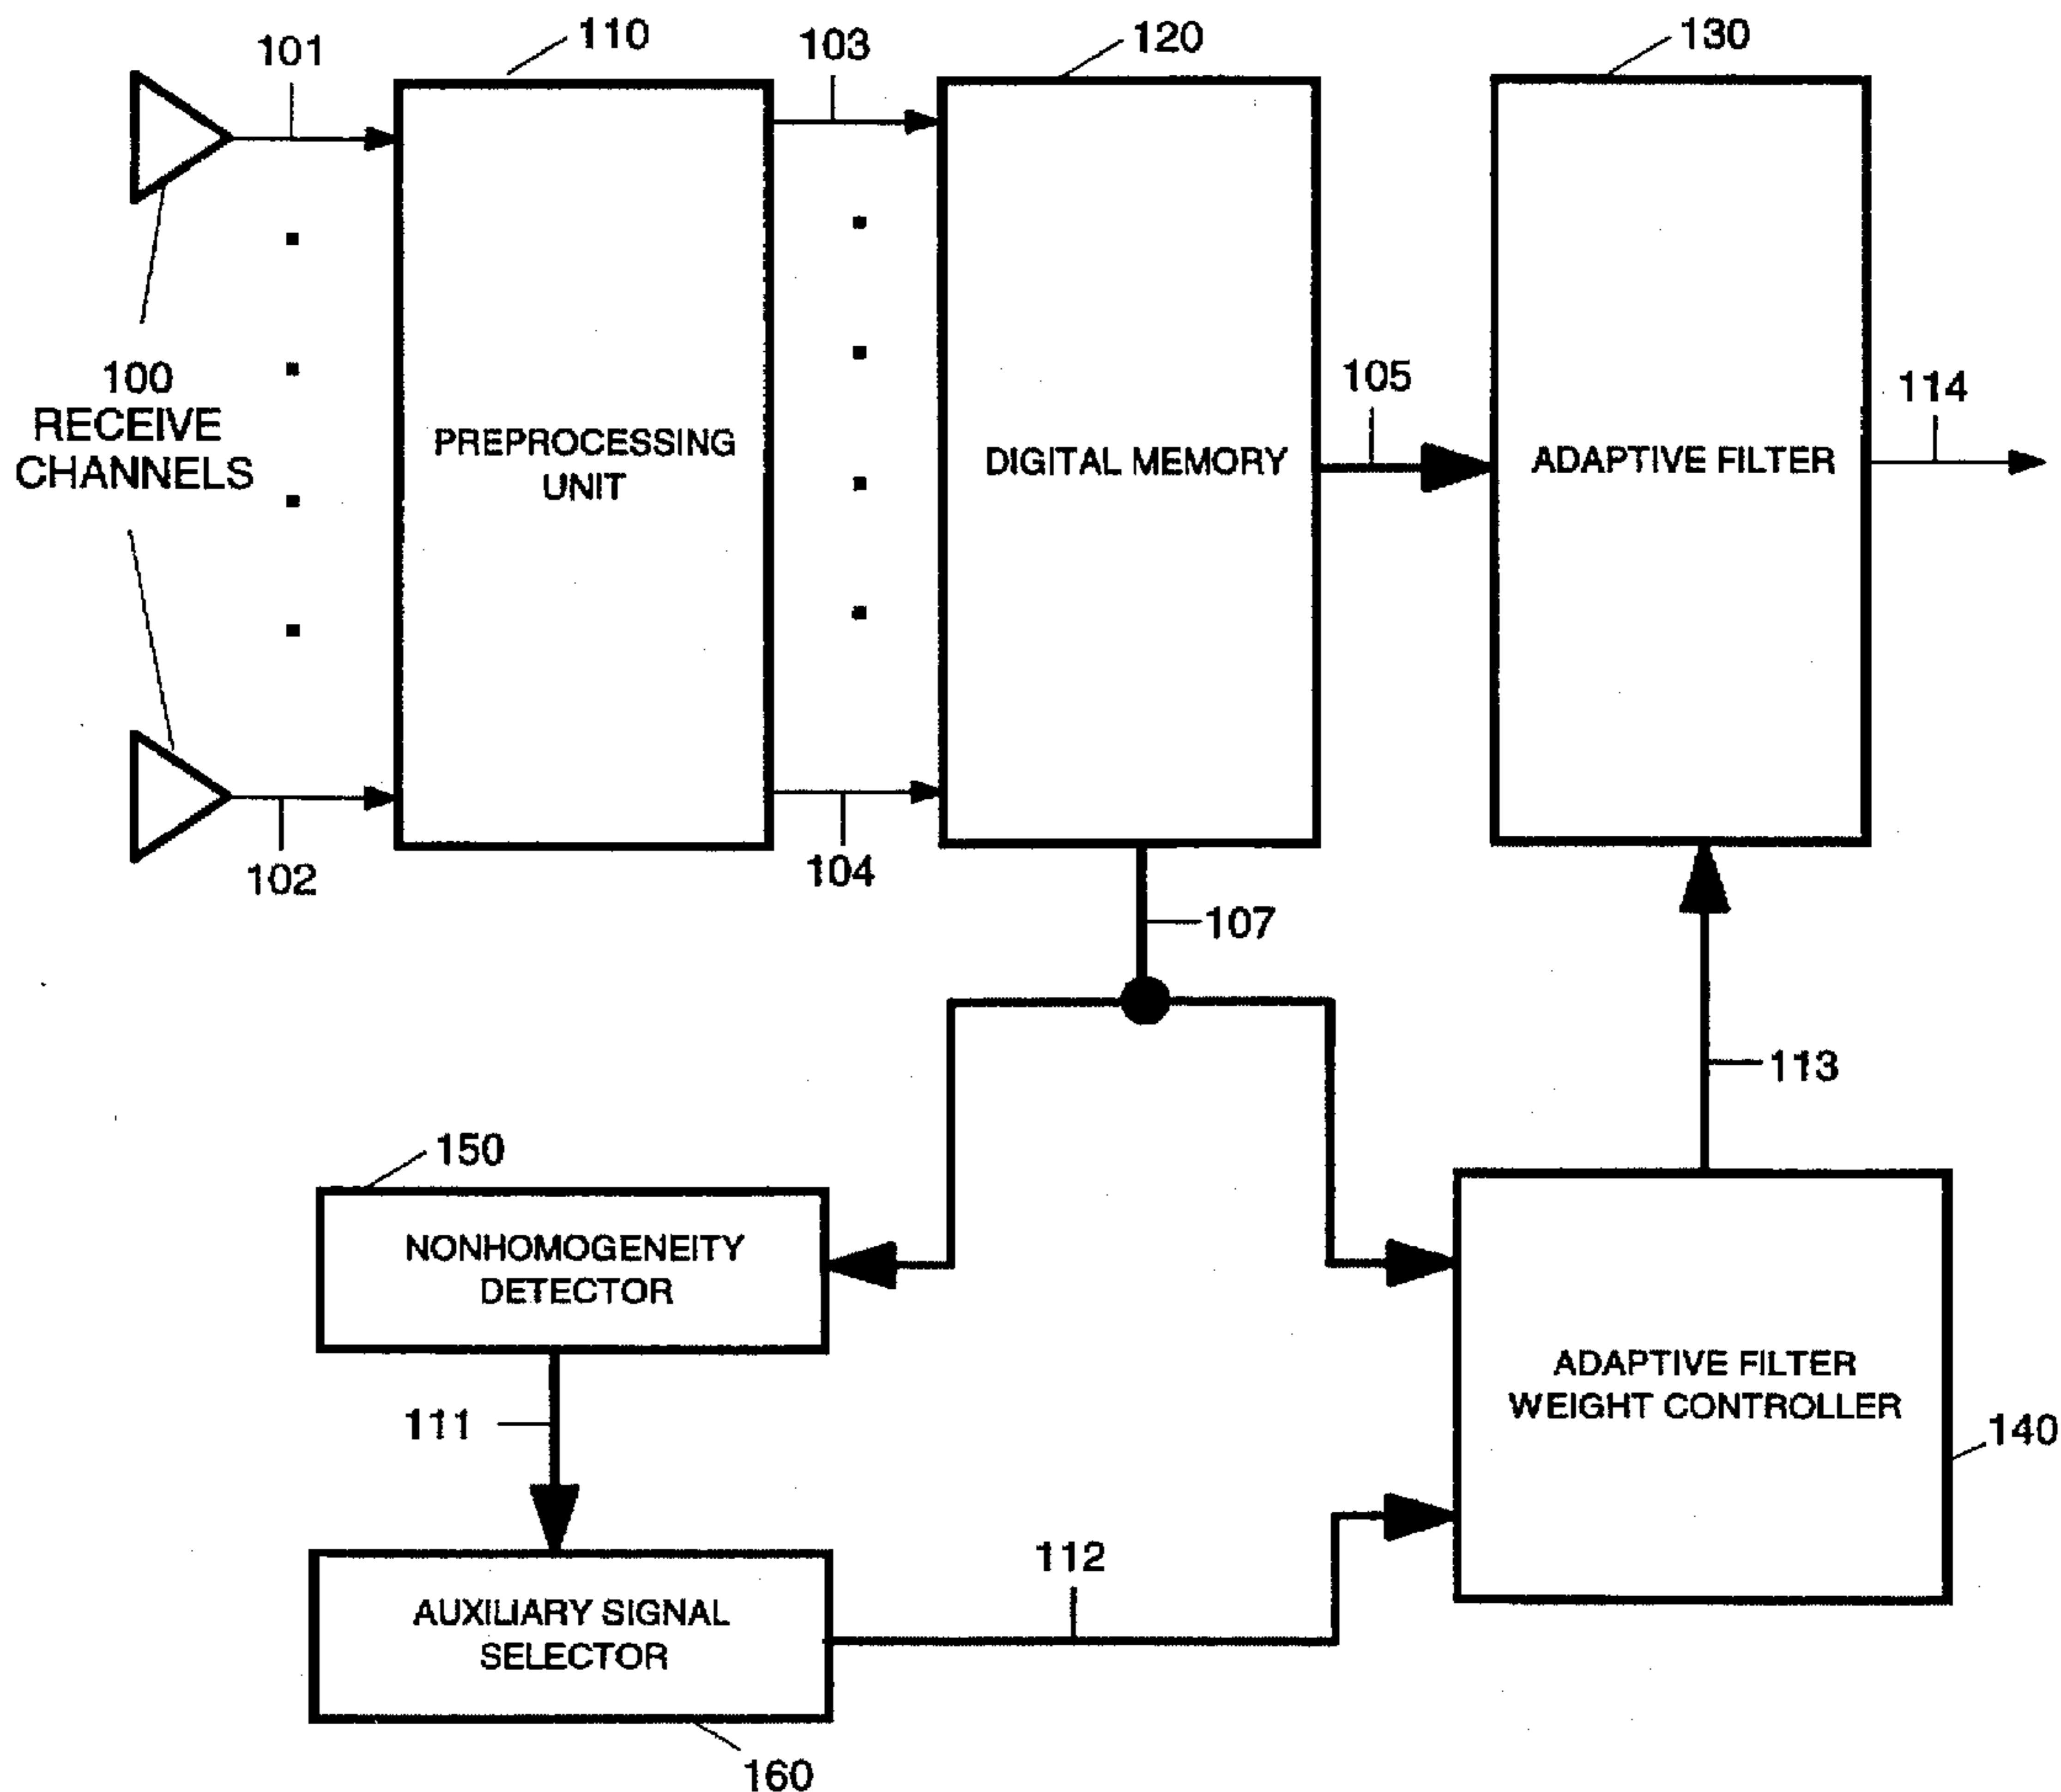 101
110
103
120
130
100
RECEIVE
CHANNELS
PREPROCESSING
UNIT
DIGITAL MEMORY
105
ADAPTIVE FILTER
114
102
104
107
113
150
NONHOMOGENEITY
DETECTOR
111
ADAPTIVE FILTER
WEIGHT CONTROLLER
140
112
AUXILIARY SIGNAL
SELECTOR
160